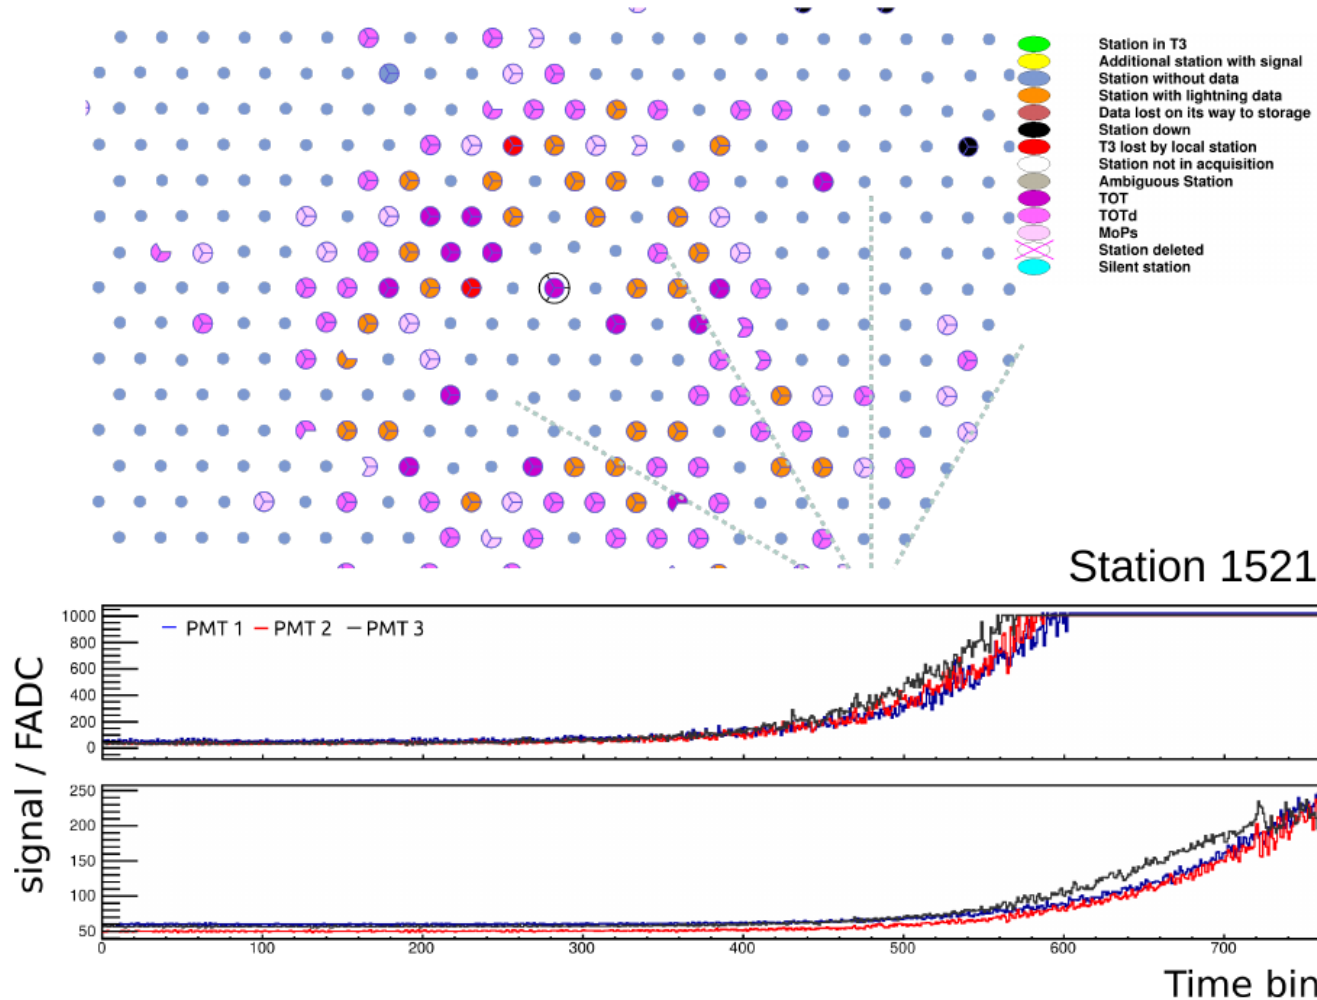 Station in T3
Additional station with signal
Station without data
Station with lightning data
Data lost on its way to storage
Station down
T3 lost by local station
Station not in acquisition
Ambiguous Station
TOT
TOTd
MoPs
Station deleted
Silent station
Station 1521
PMT 1 PMT 2 PMT 3
1000
800
600
400
200
0
signal / FADC
250
200
150
100
50
0 100 200 300 400 500 600 700
Time bin